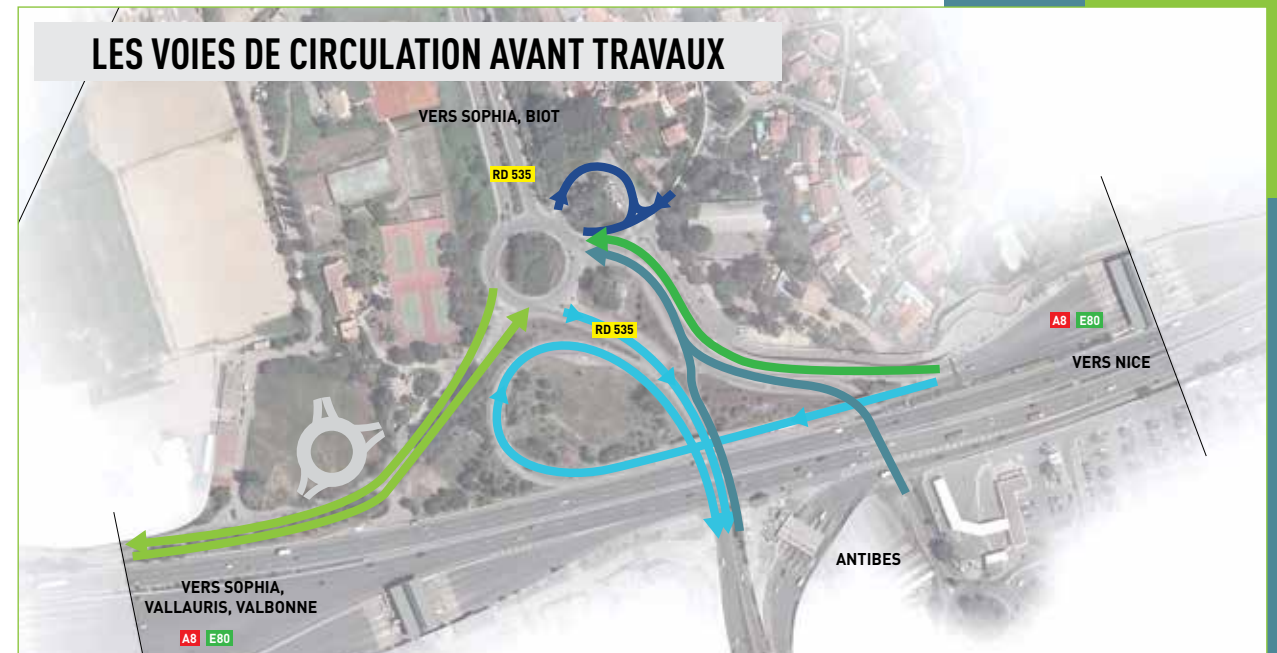 LES VOIES DE CIRCULATION AVANT TRAVAUX
VERS SOPHIA, BIOT
RD 535
RD 535
A8 E80
VERS NICE
ANTIBES
VERS SOPHIA,
VALLAURIS, VALBONNE
A8 E80